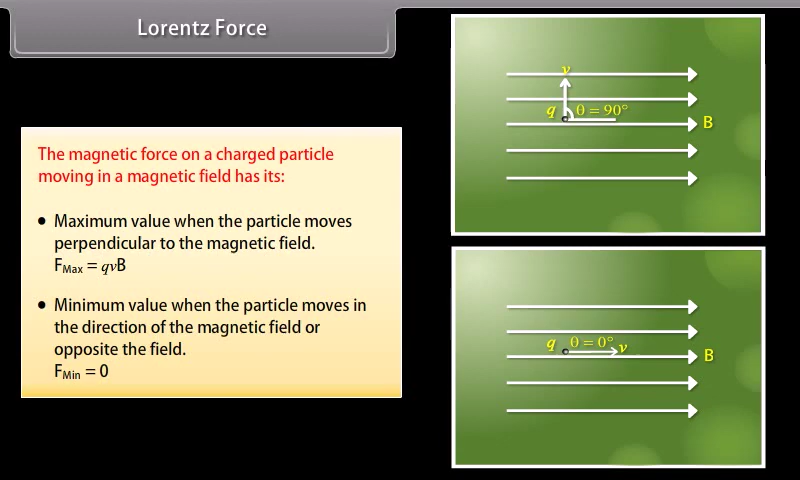 Lorentz Force
The magnetic force on a charged particle
moving in a magnetic field has its:
• Maximum value when the particle moves
perpendicular to the magnetic field.
FMax = qvB
• Minimum value when the particle moves in
the direction of the magnetic field or
opposite the field.
FMin = 0
v
q θ = 90°
B
q θ = 0° v
B